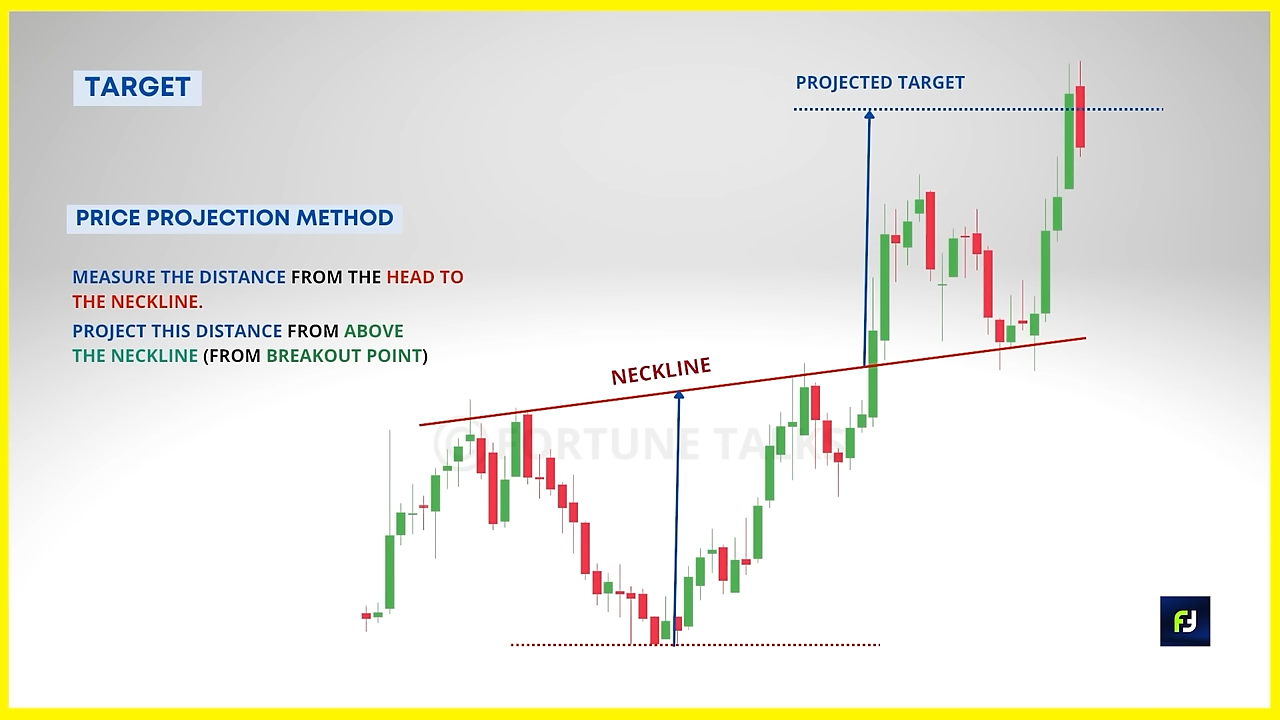 TARGET
PROJECTED TARGET
PRICE PROJECTION METHOD
MEASURE THE DISTANCE FROM THE HEAD TO
THE NECKLINE.
PROJECT THIS DISTANCE FROM ABOVE
THE NECKLINE (FROM BREAKOUT POINT)
NECKLINE
© FORTUNE TALKS